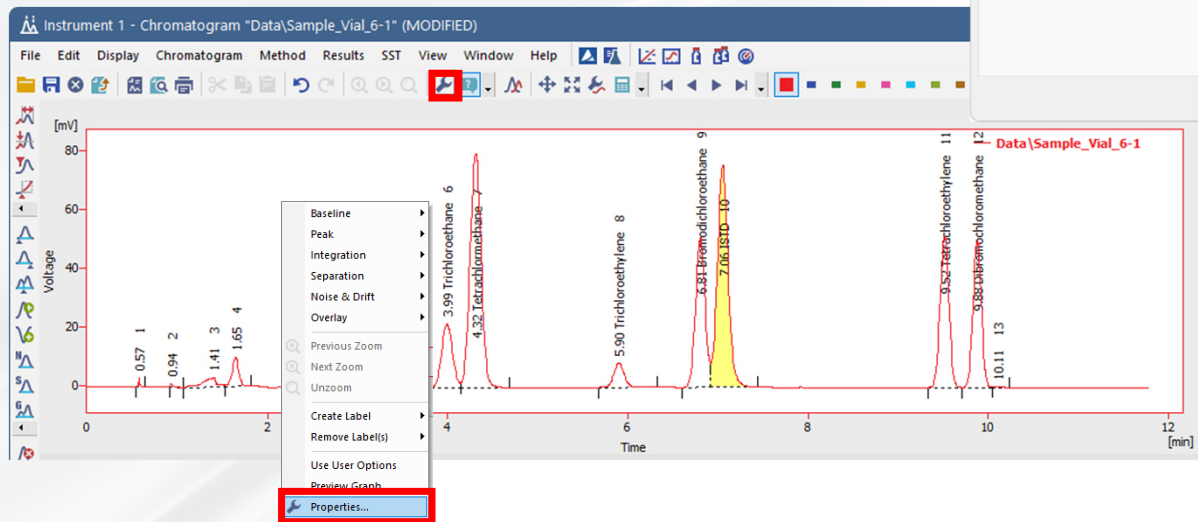 Instrument 1 - Chromatogram "Data\Sample_Vial_6-1" (MODIFIED)
File Edit Display Chromatogram Method Results SST View Window Help
[mV]
80
60
40
20
0
Voltage
0.57 1
0.94 2
1.41 3
1.65 4
3.99 Trichloroethane 6
4.32 Tetrachlormethane 7
5.90 Trichloroethylene 8
6.81 Bromodichloroethane 9
7.06 ISTD 10
9.52 Tetrachloroethylene 11
9.88 Dibromochloromethane 12
10.11 13
Data\Sample_Vial_6-1
0 2 4 6 8 10 12
Time
[min]
Baseline
Peak
Integration
Separation
Noise & Drift
Overlay
Previous Zoom
Next Zoom
Unzoom
Create Label
Remove Label(s)
Use User Options
Preview Graph
Properties...